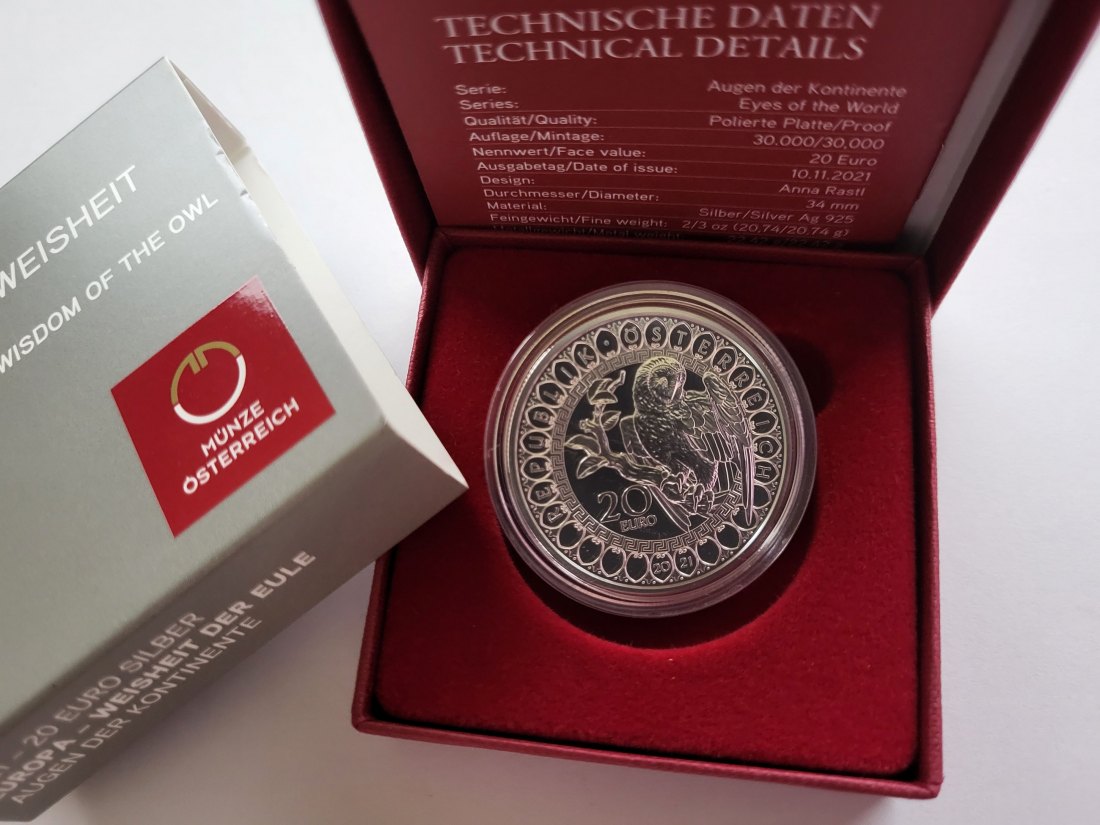 TECHNISCHE DATEN
TECHNICAL DETAILS
Serie: Augen der Kontinente
Series: Eyes of the World
Qualität/Quality: Polierte Platte/Proof
Auflage/Mintage: 30.000/30,000
Nennwert/Face value: 20 Euro
Ausgabetag/Date of issue: 10.11.2021
Design: Anna Rastl
Durchmesser/Diameter: 34 mm
Material: Silber/Silver Ag 925
Feingewicht/Fine weight: 2/3 oz (20,74/20.74 g)
WEISHEIT
WISDOM OF THE OWL
MÜNZE
ÖSTERREICH
- 20 EURO SILBER
EUROPA – WEISHEIT DER EULE
AUGEN DER KONTINENTE
REPUBLIK • ÖSTERREICH
20
EURO
2021